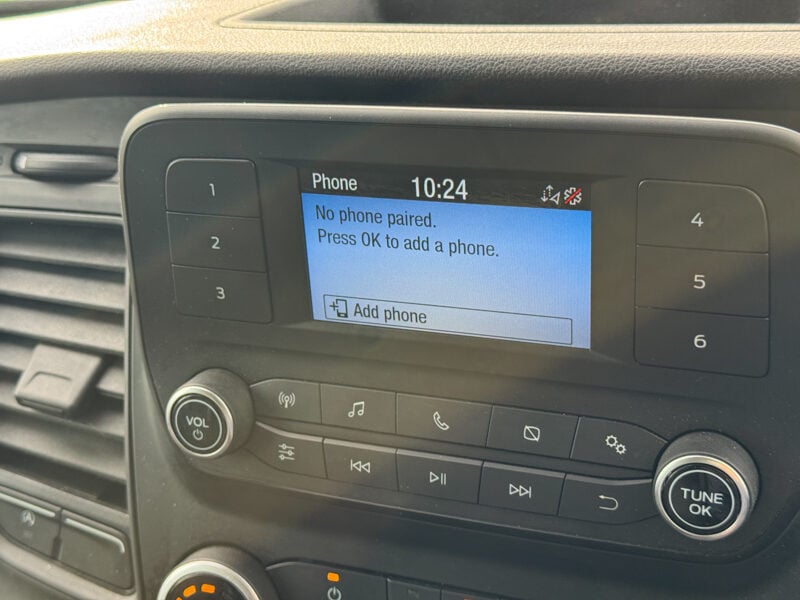 Phone 10:24
No phone paired.
Press OK to add a phone.
Add phone
1
2
3
4
5
6
VOL
TUNE
OK
A